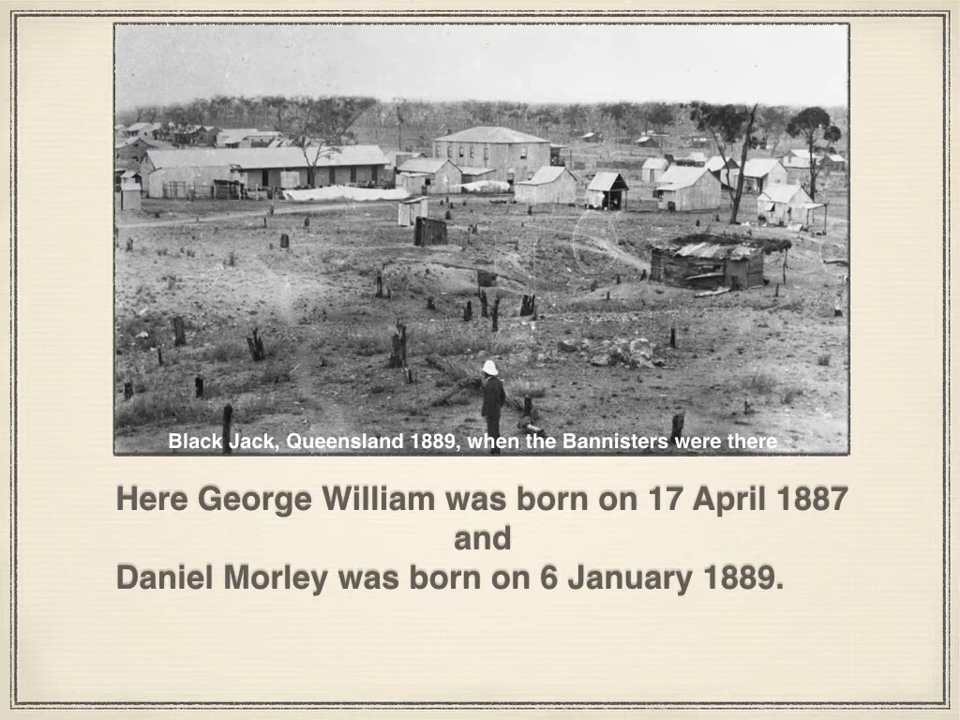 Black Jack, Queensland 1889, when the Bannisters were there
Here George William was born on 17 April 1887
and
Daniel Morley was born on 6 January 1889.